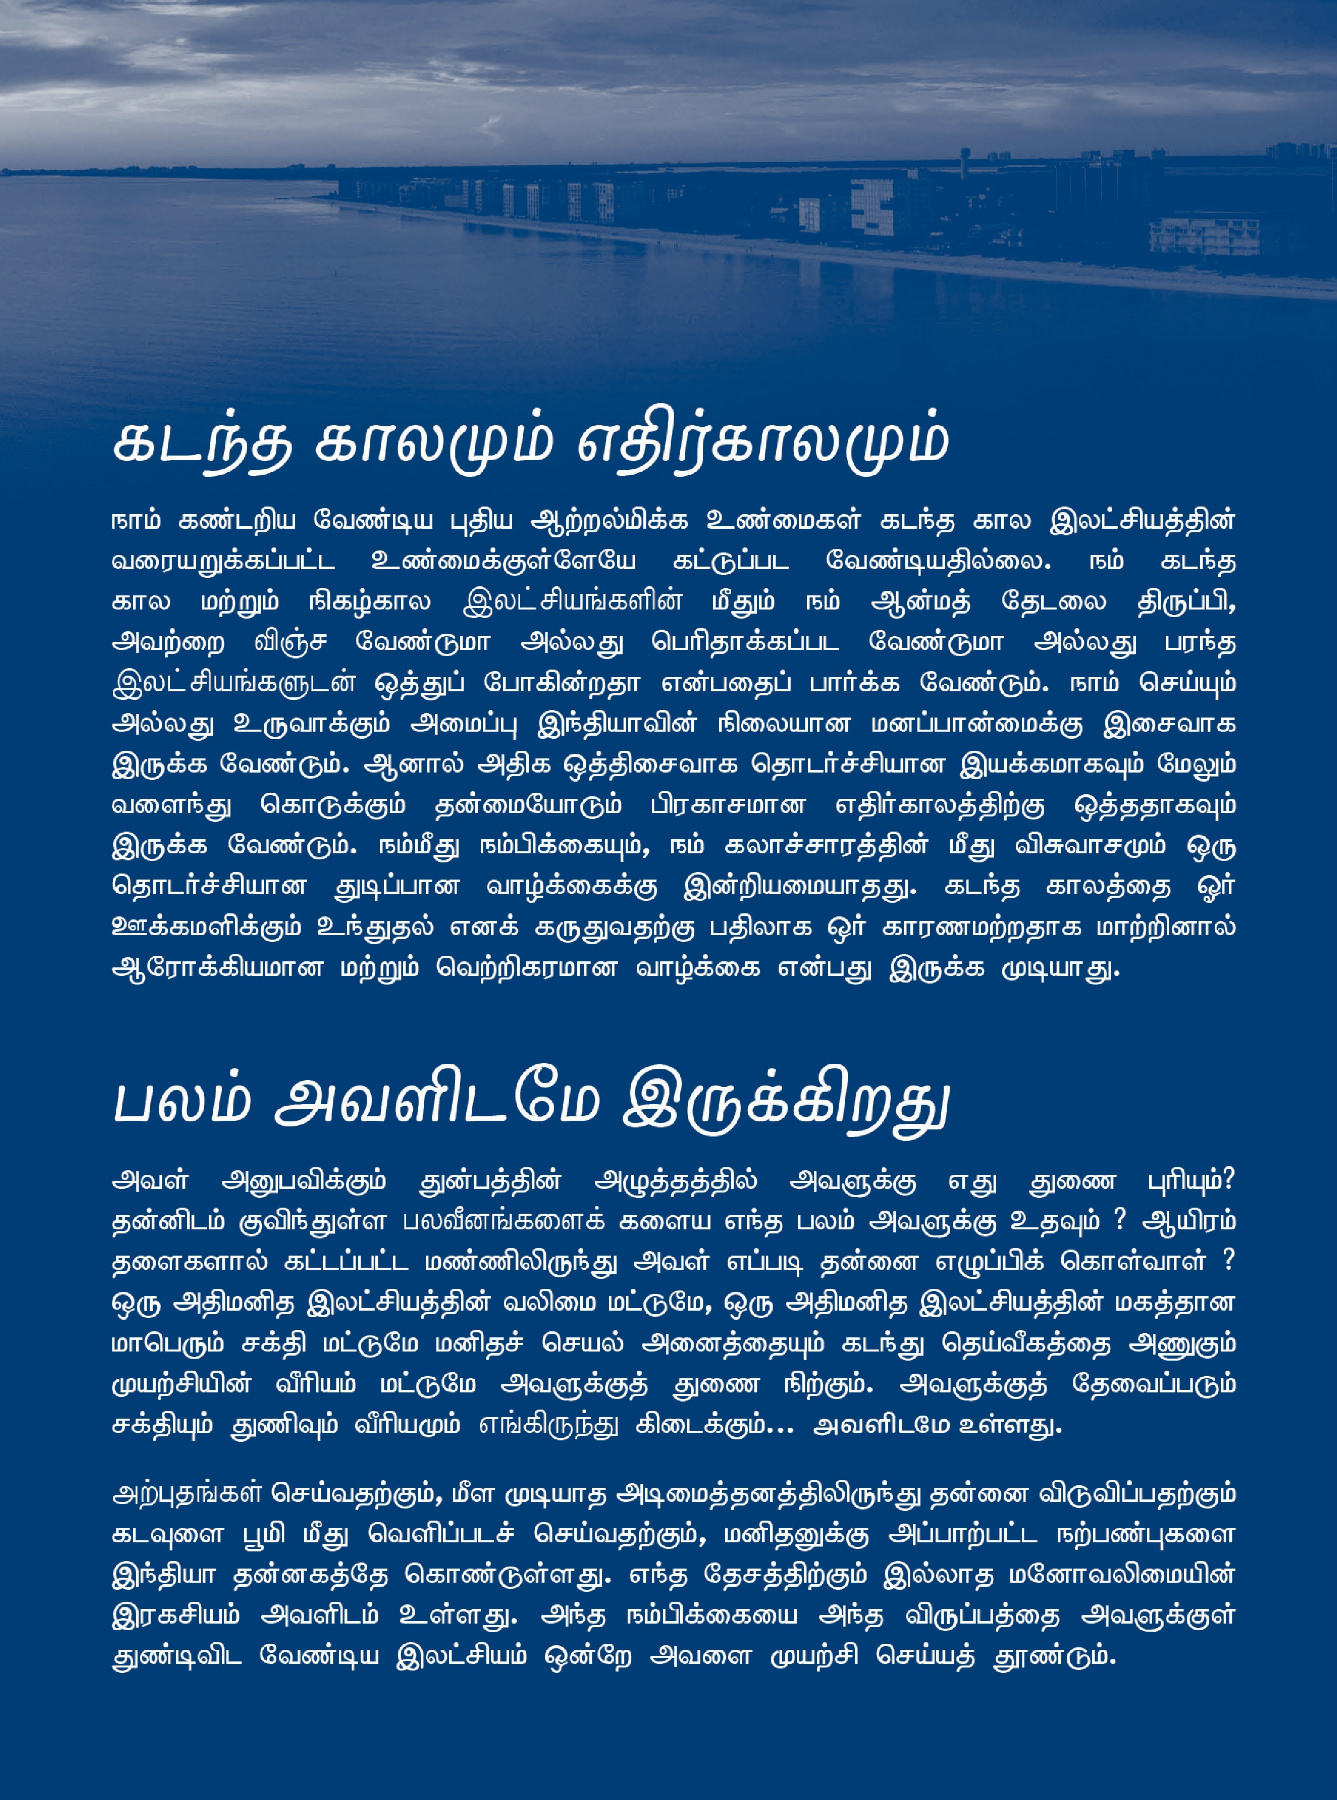 கடந்த காலமும் எதிர்காலமும்
நாம் கண்டறிய வேண்டிய புதிய ஆற்றல்மிக்க உண்மைகள் கடந்த கால இலட்சியத்தின்
வரையறுக்கப்பட்ட உண்மைக்குள்ளேயே கட்டுப்பட வேண்டியதில்லை. நம் கடந்த
கால மற்றும் நிகழ்கால இலட்சியங்களின் மீதும் நம் ஆன்மத் தேடலை திருப்பி,
அவற்றை விஞ்ச வேண்டுமா அல்லது பெரிதாக்கப்பட வேண்டுமா அல்லது பரந்த
இலட்சியங்களுடன் ஒத்துப் போகின்றதா என்பதைப் பார்க்க வேண்டும். நாம் செய்யும்
அல்லது உருவாக்கும் அமைப்பு இந்தியாவின் நிலையான மனப்பான்மைக்கு இசைவாக
இருக்க வேண்டும். ஆனால் அதிக ஒத்திசைவாக தொடர்ச்சியான இயக்கமாகவும் மேலும்
வளைந்து கொடுக்கும் தன்மையோடும் பிரகாசமான எதிர்காலத்திற்கு ஒத்ததாகவும்
இருக்க வேண்டும். நம்மீது நம்பிக்கையும், நம் கலாச்சாரத்தின் மீது விசுவாசமும் ஒரு
தொடர்ச்சியான துடிப்பான வாழ்க்கைக்கு இன்றியமையாதது. கடந்த காலத்தை ஓர்
ஊக்கமளிக்கும் உந்துதல் எனக் கருதுவதற்கு பதிலாக ஓர் காரணமற்றதாக மாற்றினால்
ஆரோக்கியமான மற்றும் வெற்றிகரமான வாழ்க்கை என்பது இருக்க முடியாது.
பலம் அவளிடமே இருக்கிறது
அவள் அனுபவிக்கும் துன்பத்தின் அழுத்தத்தில் அவளுக்கு எது துணை புரியும்?
தன்னிடம் குவிந்துள்ள பலவீனங்களைக் களைய எந்த பலம் அவளுக்கு உதவும் ? ஆயிரம்
தளைகளால் கட்டப்பட்ட மண்ணிலிருந்து அவள் எப்படி தன்னை எழுப்பிக் கொள்வாள் ?
ஒரு அதிமனித இலட்சியத்தின் வலிமை மட்டுமே, ஒரு அதிமனித இலட்சியத்தின் மகத்தான
மாபெரும் சக்தி மட்டுமே மனிதச் செயல் அனைத்தையும் கடந்து தெய்வீகத்தை அணுகும்
முயற்சியின் வீரியம் மட்டுமே அவளுக்குத் துணை நிற்கும். அவளுக்குத் தேவைப்படும்
சக்தியும் துணிவும் வீரியமும் எங்கிருந்து கிடைக்கும்... அவளிடமே உள்ளது.
அற்புதங்கள் செய்வதற்கும், மீள முடியாத அடிமைத்தனத்திலிருந்து தன்னை விடுவிப்பதற்கும்
கடவுளை பூமி மீது வெளிப்படச் செய்வதற்கும், மனிதனுக்கு அப்பாற்பட்ட நற்பண்புகளை
இந்தியா தன்னகத்தே கொண்டுள்ளது. எந்த தேசத்திற்கும் இல்லாத மனோவலிமையின்
இரகசியம் அவளிடம் உள்ளது. அந்த நம்பிக்கையை அந்த விருப்பத்தை அவளுக்குள்
துண்டிவிட வேண்டிய இலட்சியம் ஒன்றே அவளை முயற்சி செய்யத் தூண்டும்.